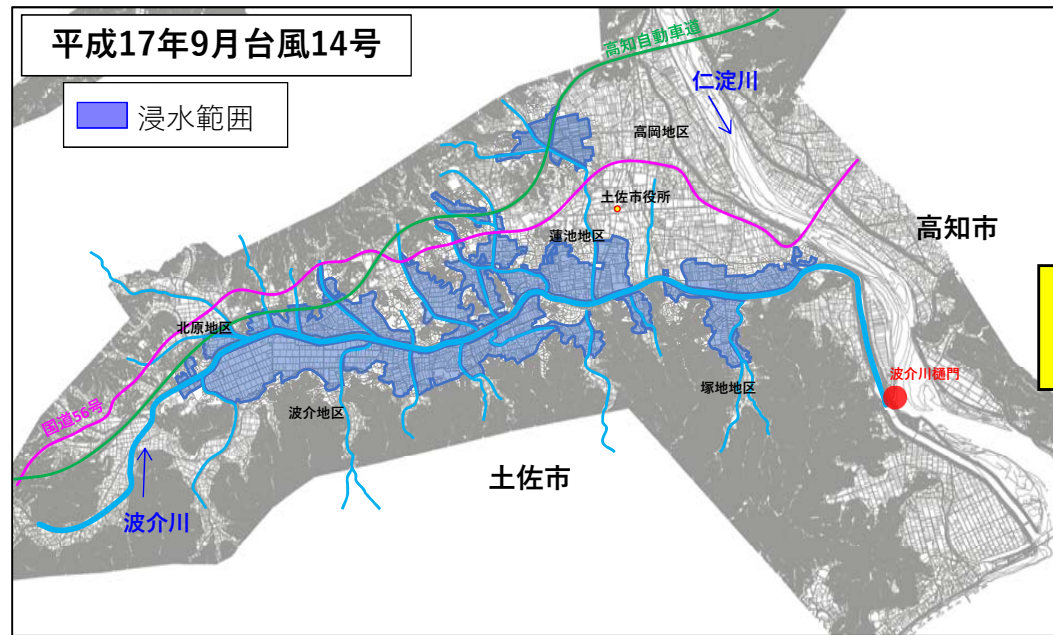 平成17年9月台風14号
浸水範囲
高知自動車道
仁淀川
高岡地区
土佐市役所
蓮池地区
高知市
北原地区
波介川樋門
塚地地区
波介地区
国道56号
土佐市
波介川